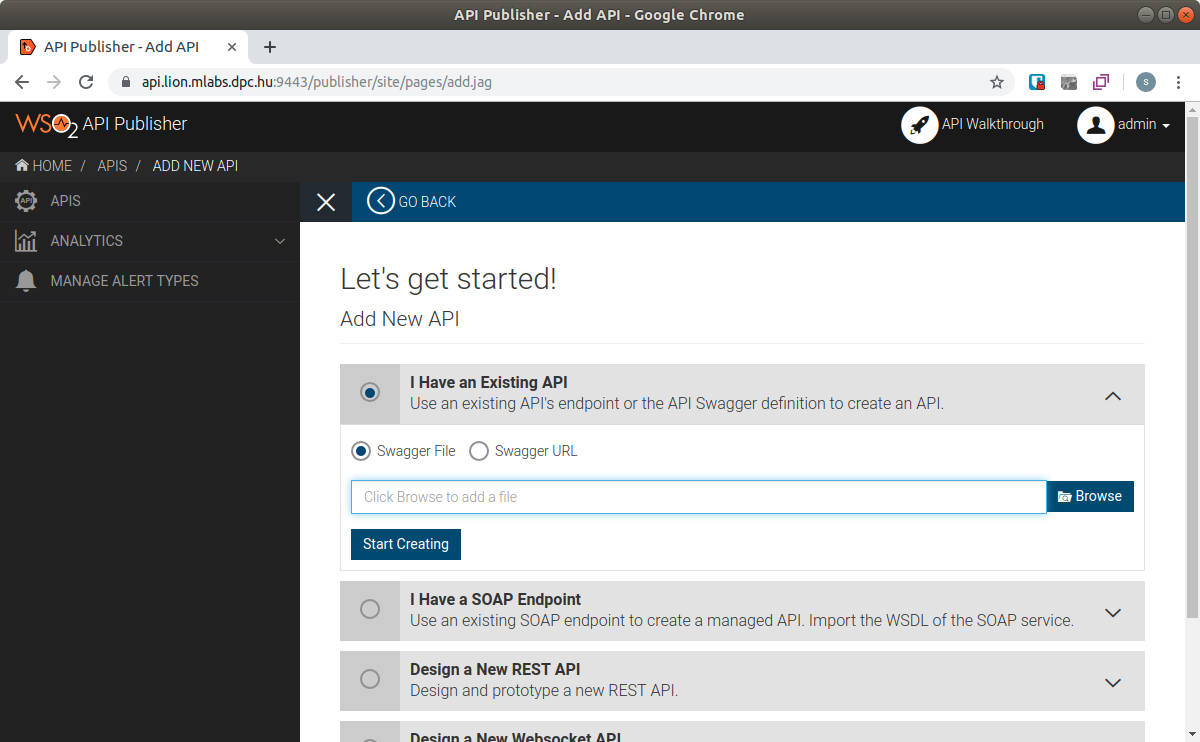 API Publisher - Add API - Google Chrome
API Publisher - Add API
api.lion.mlabs.dpc.hu:9443/publisher/site/pages/add.jag
s
WSO2 API Publisher
API Walkthrough
admin
HOME / APIS / ADD NEW API
API APIS
ANALYTICS
MANAGE ALERT TYPES
GO BACK
Let's get started!
Add New API
I Have an Existing API
Use an existing API's endpoint or the API Swagger definition to create an API.
Swagger File Swagger URL
Click Browse to add a file
Browse
Start Creating
I Have a SOAP Endpoint
Use an existing SOAP endpoint to create a managed API. Import the WSDL of the SOAP service.
Design a New REST API
Design and prototype a new REST API.
Design a New Websocket API